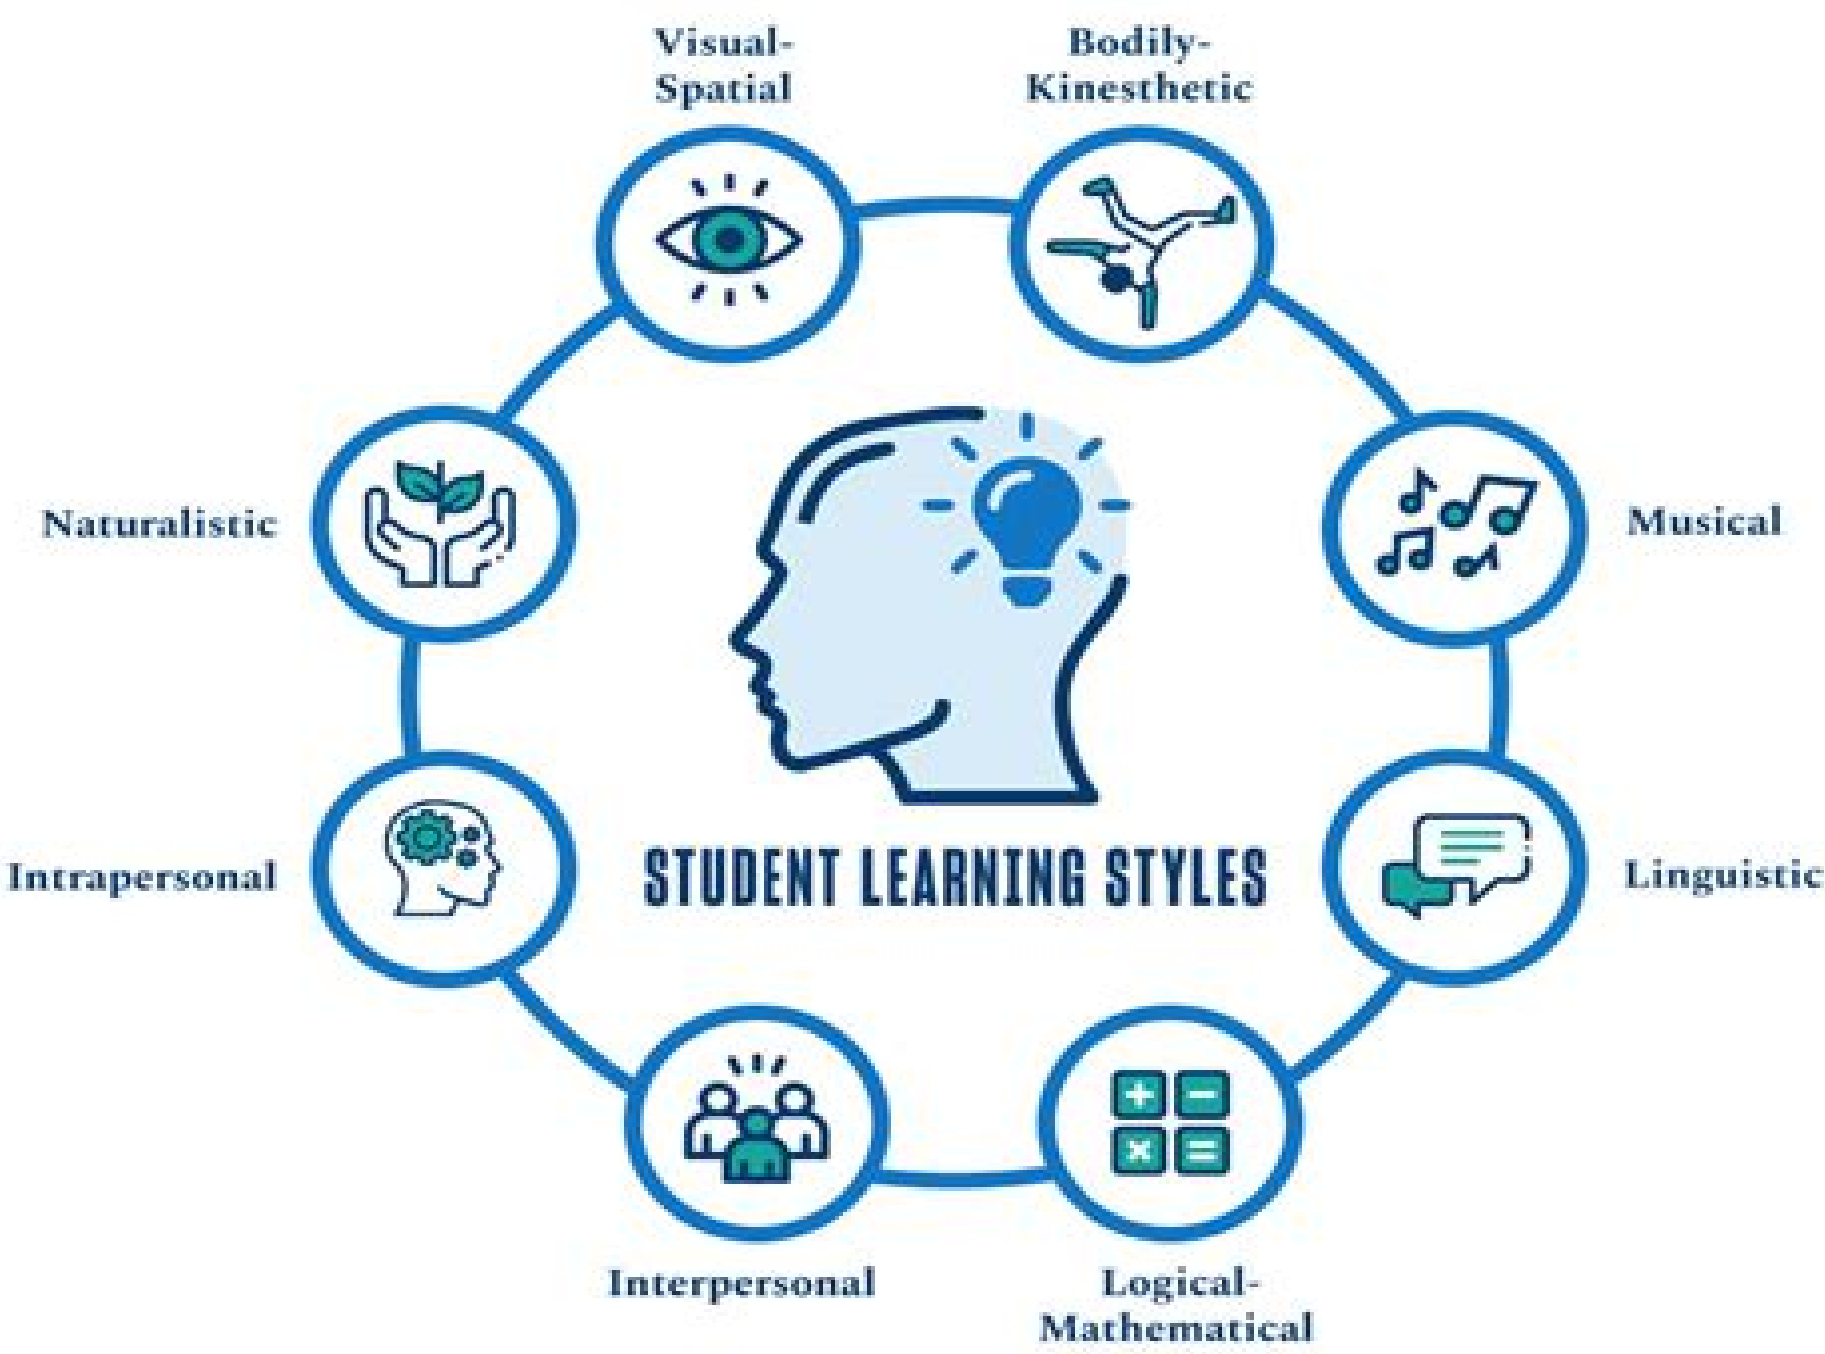 Visual-
Spatial
Bodily-
Kinesthetic
Naturalistic
Musical
Intrapersonal
STUDENT LEARNING STYLES
Linguistic
Interpersonal
Logical-
Mathematical